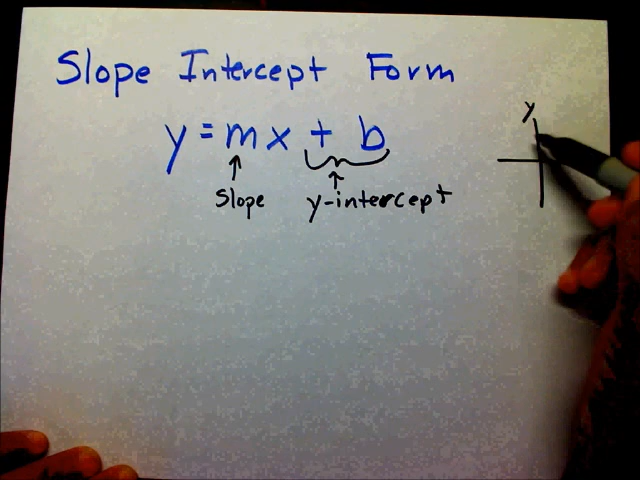 Slope Intercept Form
y = mx + b
Slope
y-intercept
y